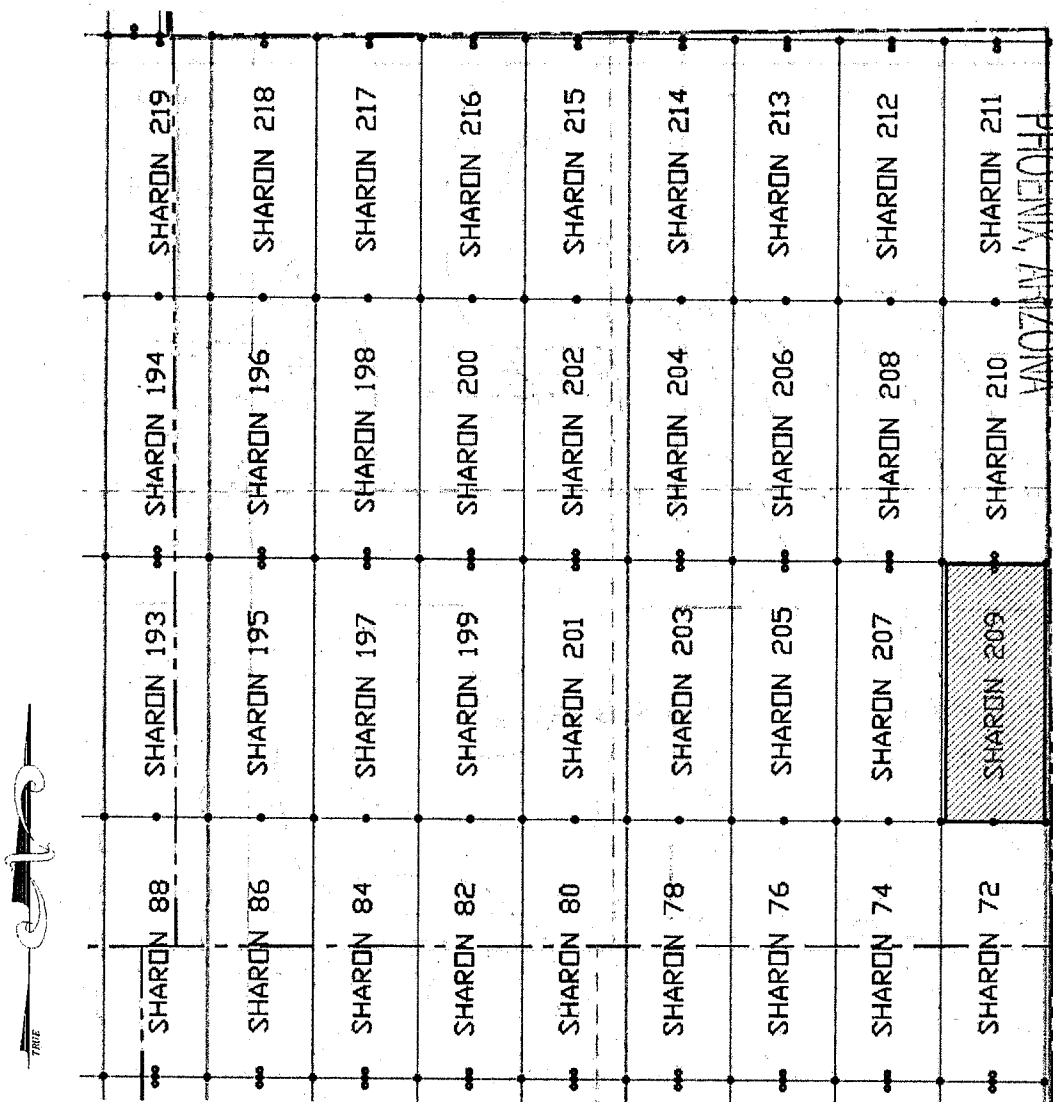 SHARON 219
SHARON 218
SHARON 217
SHARON 216
SHARON 215
SHARON 214
SHARON 213
SHARON 212
SHARON 211
PHOENIX, ARIZONA
SHARON 194
SHARON 196
SHARON 198
SHARON 200
SHARON 202
SHARON 204
SHARON 206
SHARON 208
SHARON 210
SHARON 193
SHARON 195
SHARON 197
SHARON 199
SHARON 201
SHARON 203
SHARON 205
SHARON 207
SHARON 209
SHARON 88
SHARON 86
SHARON 84
SHARON 82
SHARON 80
SHARON 78
SHARON 76
SHARON 74
SHARON 72
TRUE